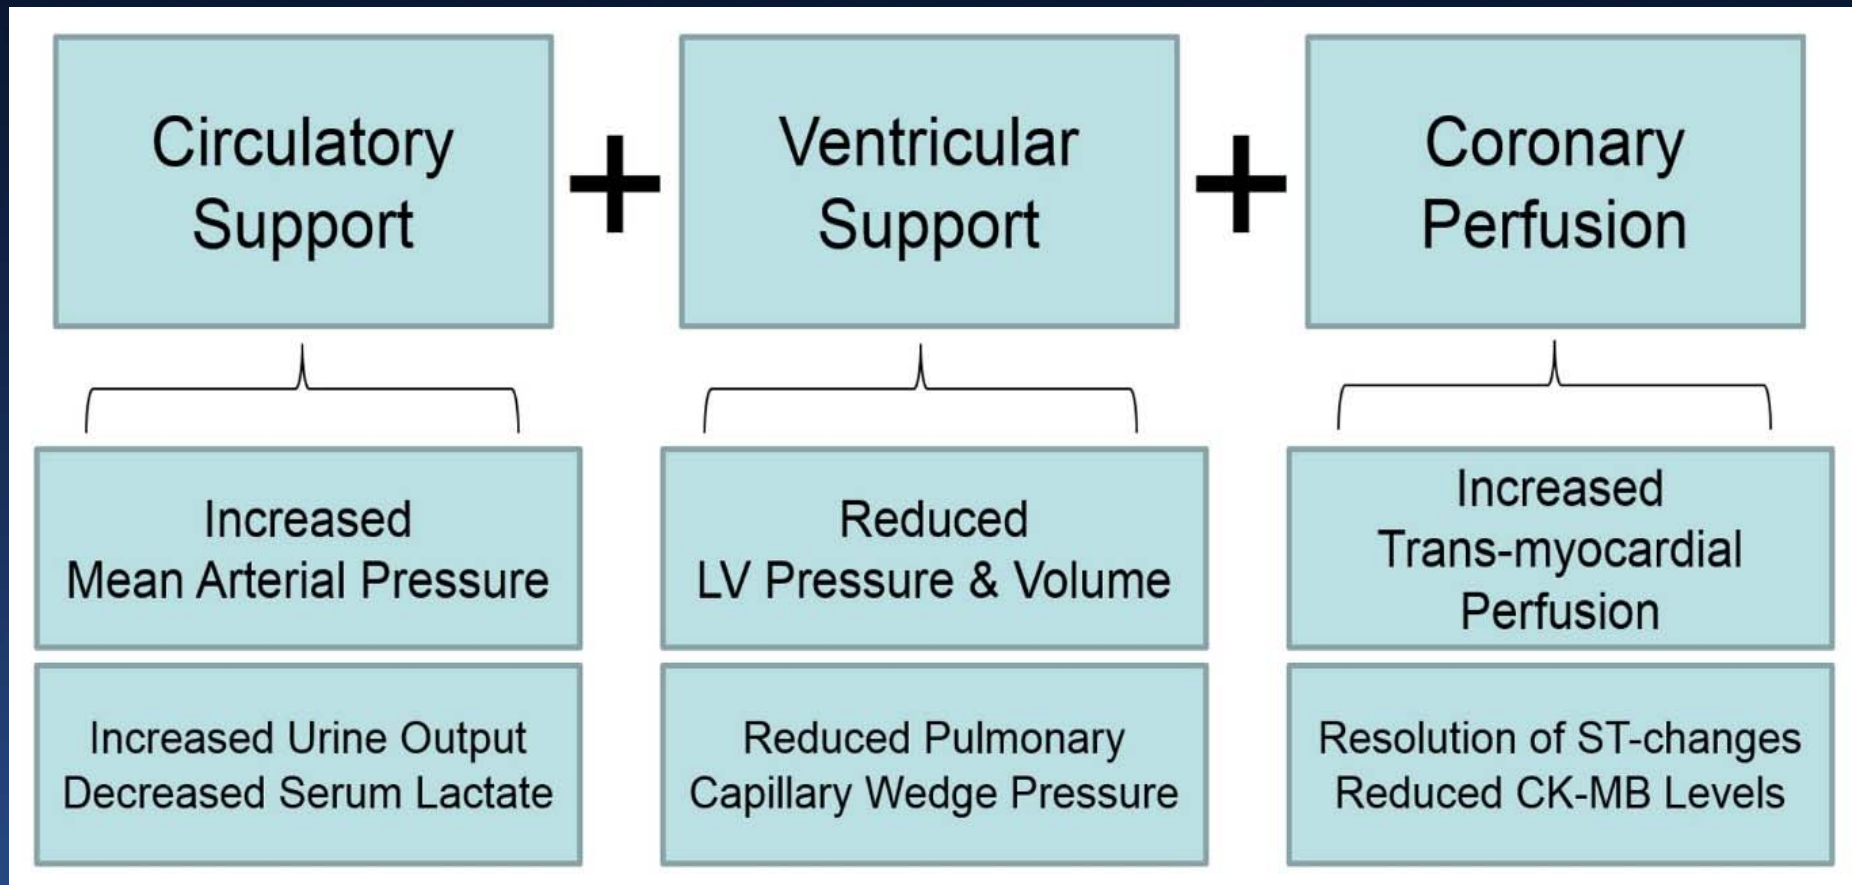 Circulatory
Support
+
Ventricular
Support
+
Coronary
Perfusion
Increased
Mean Arterial Pressure
Reduced
LV Pressure & Volume
Increased
Trans-myocardial
Perfusion
Increased Urine Output
Decreased Serum Lactate
Reduced Pulmonary
Capillary Wedge Pressure
Resolution of ST-changes
Reduced CK-MB Levels